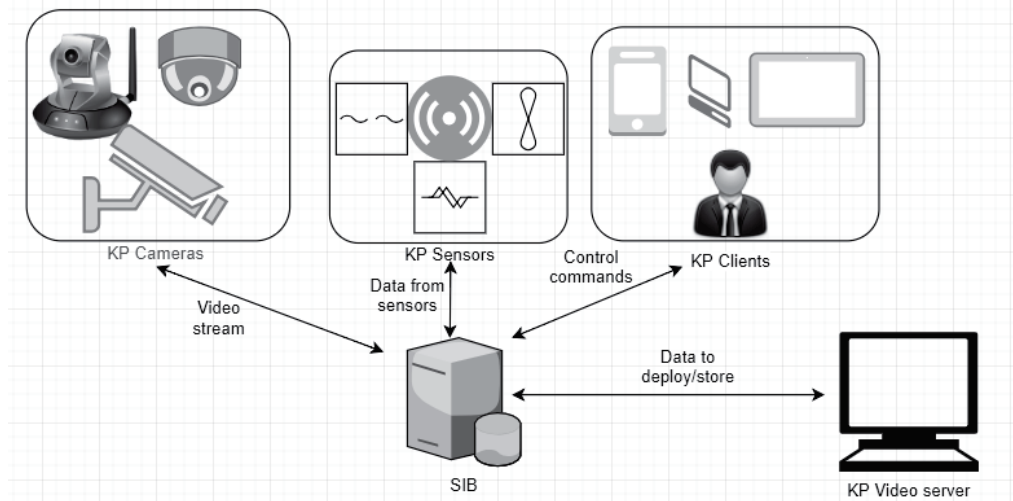 KP Cameras
KP Sensors
KP Clients
Video
stream
Data from
sensors
Control
commands
Data to
deploy/store
SIB
KP Video server